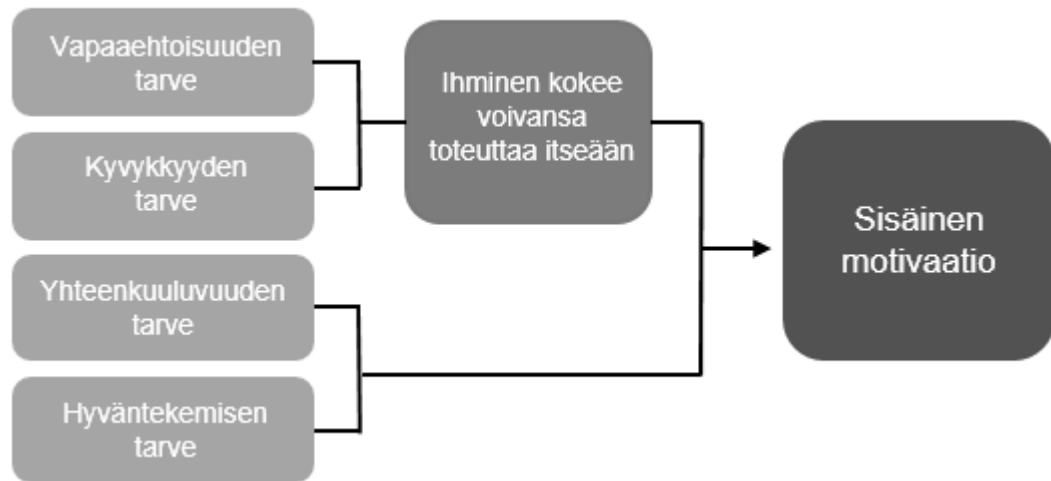 Vapaaehtoisuuden
tarve
Kyvykkyyden
tarve
Yhteenkuuluvuuden
tarve
Hyväntekemisen
tarve
Ihminen kokee
voivansa
toteuttaa itseään
Sisäinen
motivaatio